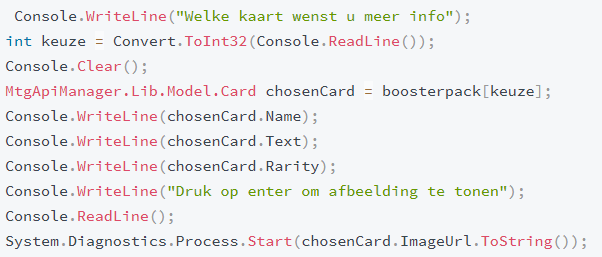 Console.WriteLine("Welke kaart wenst u meer info");
int keuze = Convert.ToInt32(Console.ReadLine());
Console.Clear();
MtgApiManager.Lib.Model.Card chosenCard = boosterpack[keuze];
Console.WriteLine(chosenCard.Name);
Console.WriteLine(chosenCard.Text);
Console.WriteLine(chosenCard.Rarity);
Console.WriteLine("Druk op enter om afbeelding te tonen");
Console.ReadLine();
System.Diagnostics.Process.Start(chosenCard.ImageUrl.ToString());